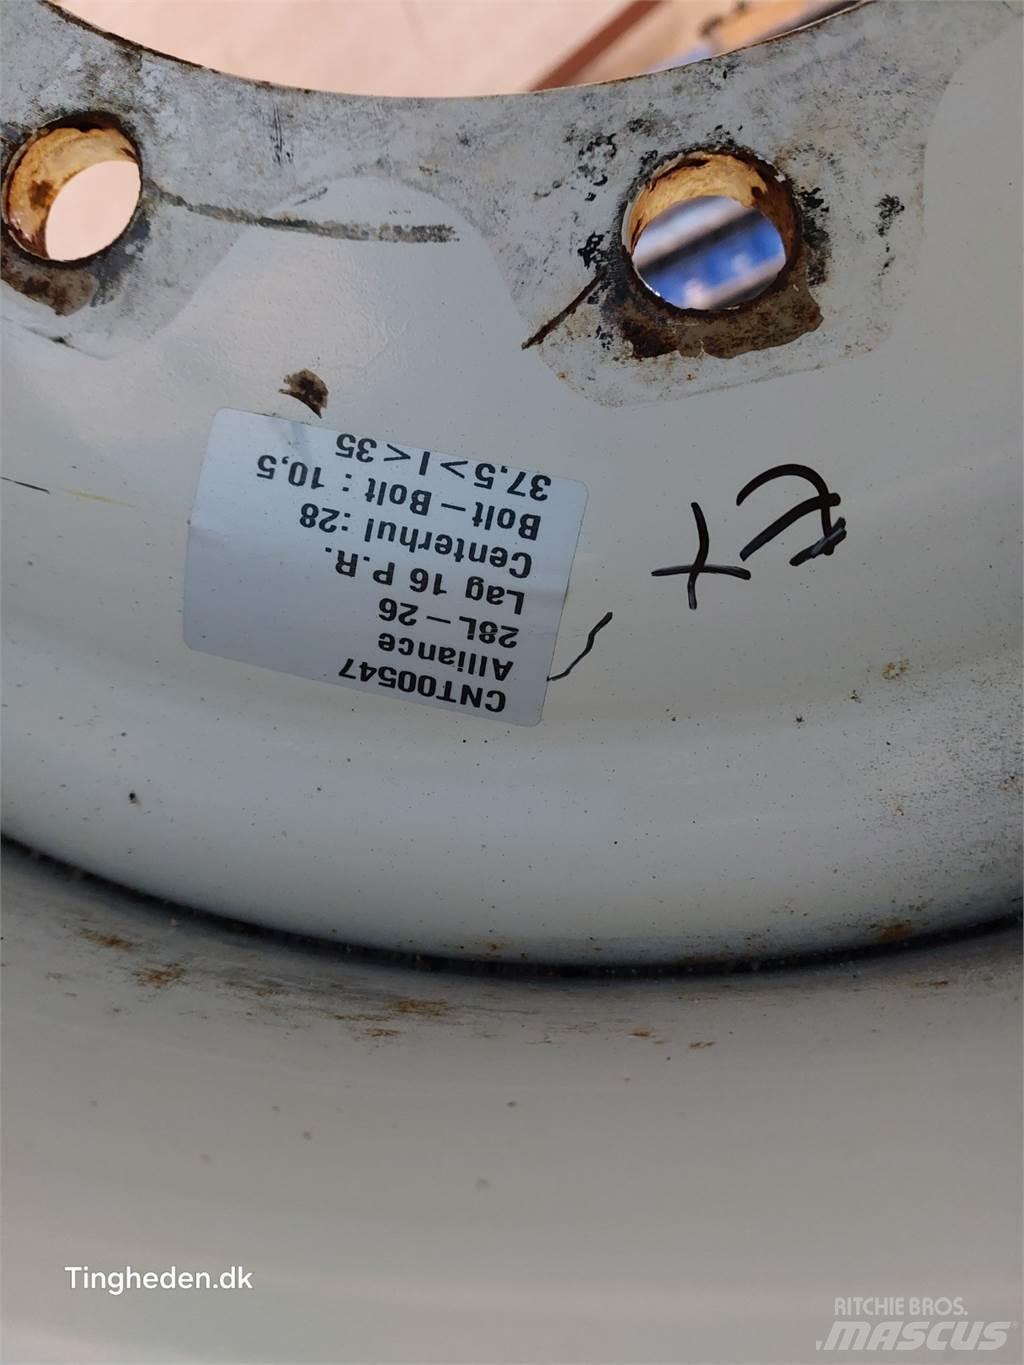 CNT00547
Alliance
28L – 26
Lag 16 P.R.
Centerhul :28
Bolt – Bolt : 10,5
37,5 > I < 35
Tingheden.dk
RITCHIE BROS.
MASCUS